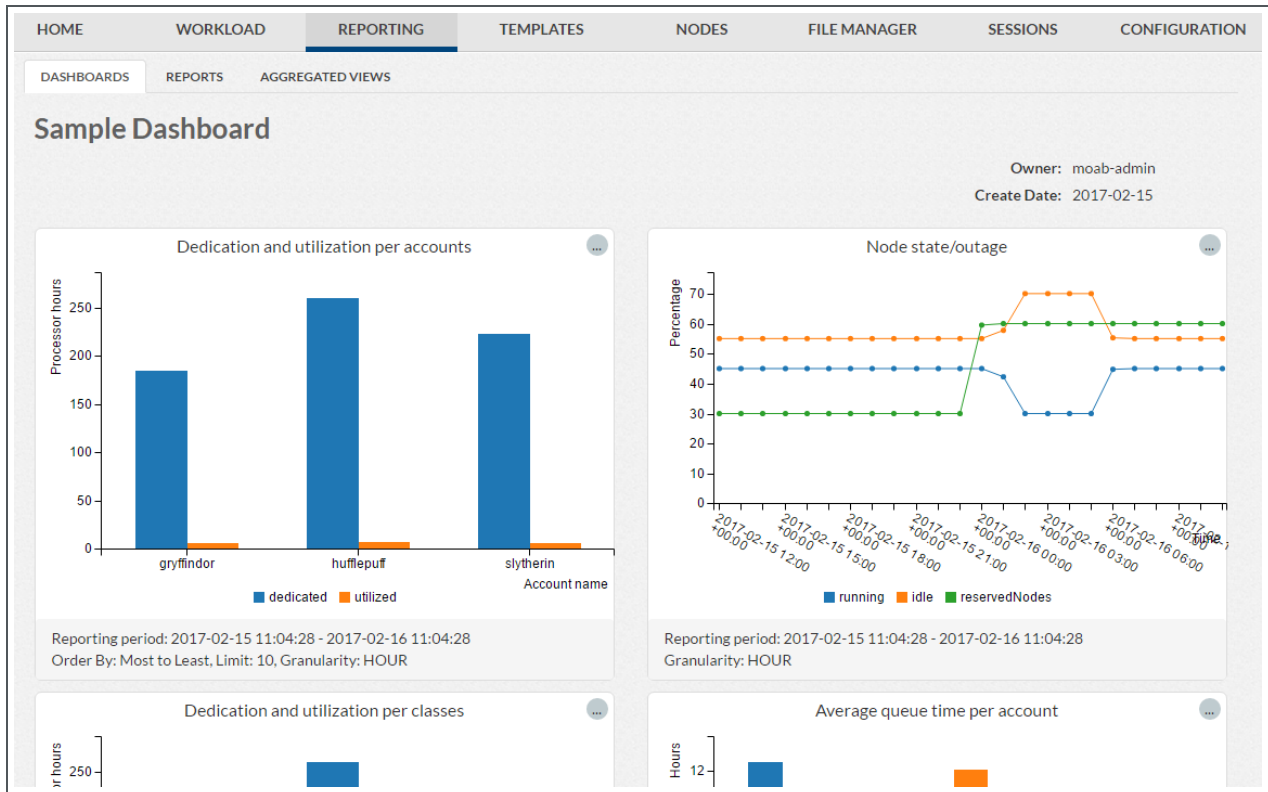 HOME WORKLOAD REPORTING TEMPLATES NODES FILE MANAGER SESSIONS CONFIGURATION
DASHBOARDS REPORTS AGGREGATED VIEWS
Sample Dashboard
Owner: moab-admin
Create Date: 2017-02-15
Dedication and utilization per accounts
...
Processor hours
250
200
150
100
50
0
gryffindor hufflepuff slytherin
Account name
dedicated utilized
Reporting period: 2017-02-15 11:04:28 - 2017-02-16 11:04:28
Order By: Most to Least, Limit: 10, Granularity: HOUR
Node state/outage
...
Percentage
70
60
50
40
30
20
10
0
2017-02-15 12:00
+00:00
2017-02-15 15:00
+00:00
2017-02-15 18:00
+00:00
2017-02-15 21:00
+00:00
2017-02-16 00:00
+00:00
2017-02-16 03:00
+00:00
2017-02-16 06:00
+00:00
+00:00
Time
running idle reservedNodes
Reporting period: 2017-02-15 11:04:28 - 2017-02-16 11:04:28
Granularity: HOUR
Dedication and utilization per classes
...
hours
250
Average queue time per account
...
Hours
12